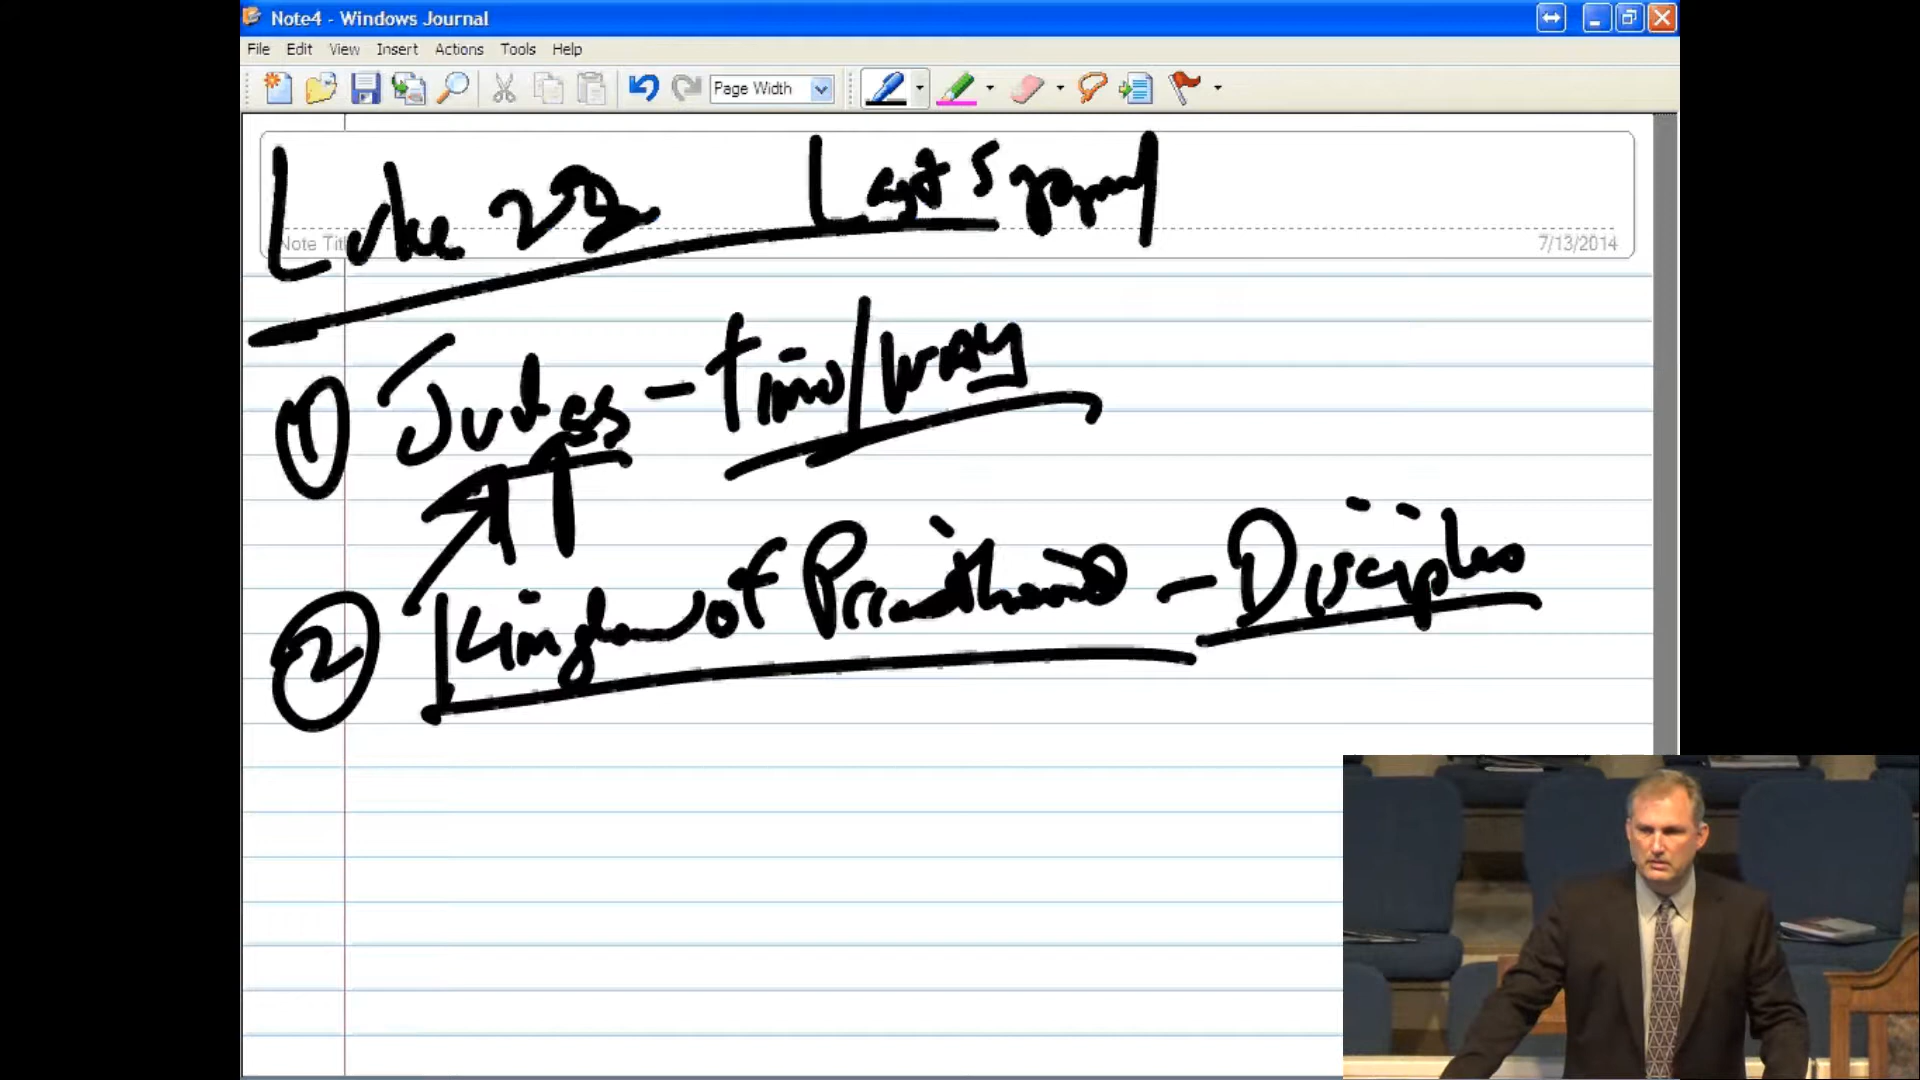 Note4 - Windows Journal
File Edit View Insert Actions Tools Help
Page Width
Luke 22 Last Supper
Note Title 7/13/2014
① Judas - Time/Way
② Kingdom of Priesthood - Disciples